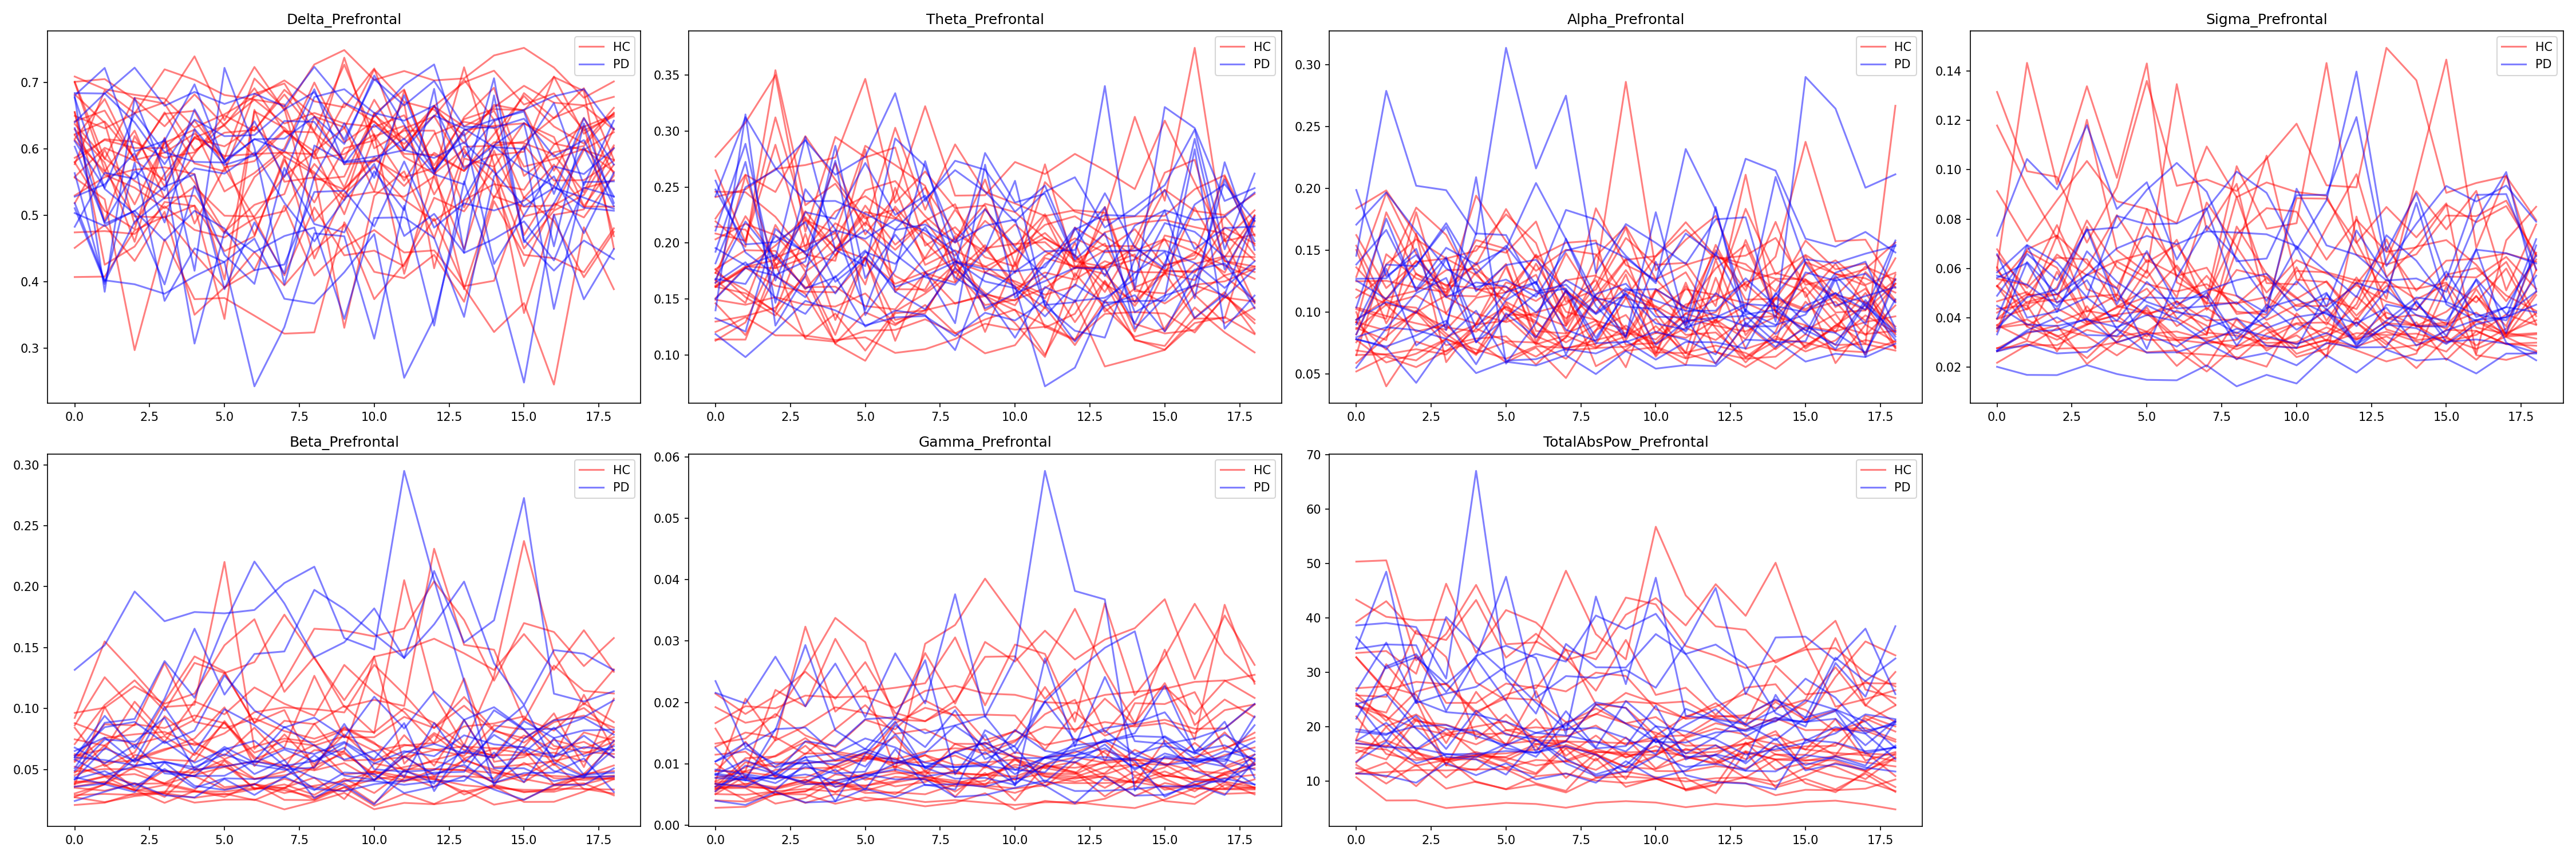 Delta_Prefrontal
HC
PD
0.7
0.6
0.5
0.4
0.3
0.0 2.5 5.0 7.5 10.0 12.5 15.0 17.5
Theta_Prefrontal
HC
PD
0.35
0.30
0.25
0.20
0.15
0.10
0.0 2.5 5.0 7.5 10.0 12.5 15.0 17.5
Alpha_Prefrontal
HC
PD
0.30
0.25
0.20
0.15
0.10
0.05
0.0 2.5 5.0 7.5 10.0 12.5 15.0 17.5
Sigma_Prefrontal
HC
PD
0.14
0.12
0.10
0.08
0.06
0.04
0.02
0.0 2.5 5.0 7.5 10.0 12.5 15.0 17.5
Beta_Prefrontal
HC
PD
0.30
0.25
0.20
0.15
0.10
0.05
0.0 2.5 5.0 7.5 10.0 12.5 15.0 17.5
Gamma_Prefrontal
HC
PD
0.06
0.05
0.04
0.03
0.02
0.01
0.00
0.0 2.5 5.0 7.5 10.0 12.5 15.0 17.5
TotalAbsPow_Prefrontal
HC
PD
70
60
50
40
30
20
10
0.0 2.5 5.0 7.5 10.0 12.5 15.0 17.5